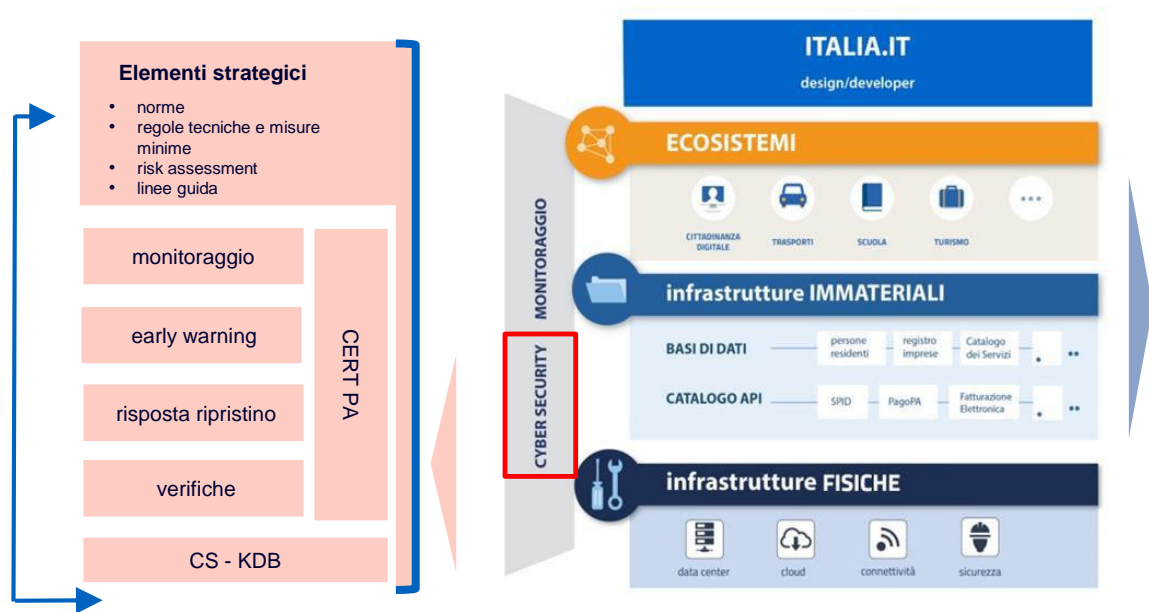 Elementi strategici
• norme
• regole tecniche e misure
minime
• risk assessment
• linee guida
monitoraggio
early warning
risposta ripristino
verifiche
CERT PA
CS - KDB
MONITORAGGIO
CYBER SECURITY
ITALIA.IT
design/developer
ECOSISTEMI
CITTADINANZA
DIGITALE
TRASPORTI
SCUOLA
TURISMO
infrastrutture IMMATERIALI
BASI DI DATI
persone
residenti
registro
imprese
Catalogo
dei Servizi
CATALOGO API
SPID
PagoPA
Fatturazione
Elettronica
infrastrutture FISICHE
data center
cloud
connettività
sicurezza